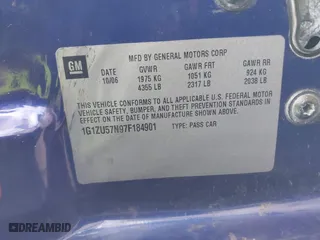 MFD BY GENERAL MOTORS CORP
GM
DATE GVWR GAWR FRT GAWR RR
10/06 1975 KG 1051 KG 924 KG
4355 LB 2317 LB 2038 LB
THIS VEHICLE CONFORMS TO ALL APPLICABLE U.S. FEDERAL MOTOR
VEHICLE SAFETY, BUMPER, AND THEFT PREVENTION STANDARDS IN
EFFECT ON THE DATE OF MANUFACTURE SHOWN ABOVE.
1G1ZU57N97F184901 TYPE: PASS CAR